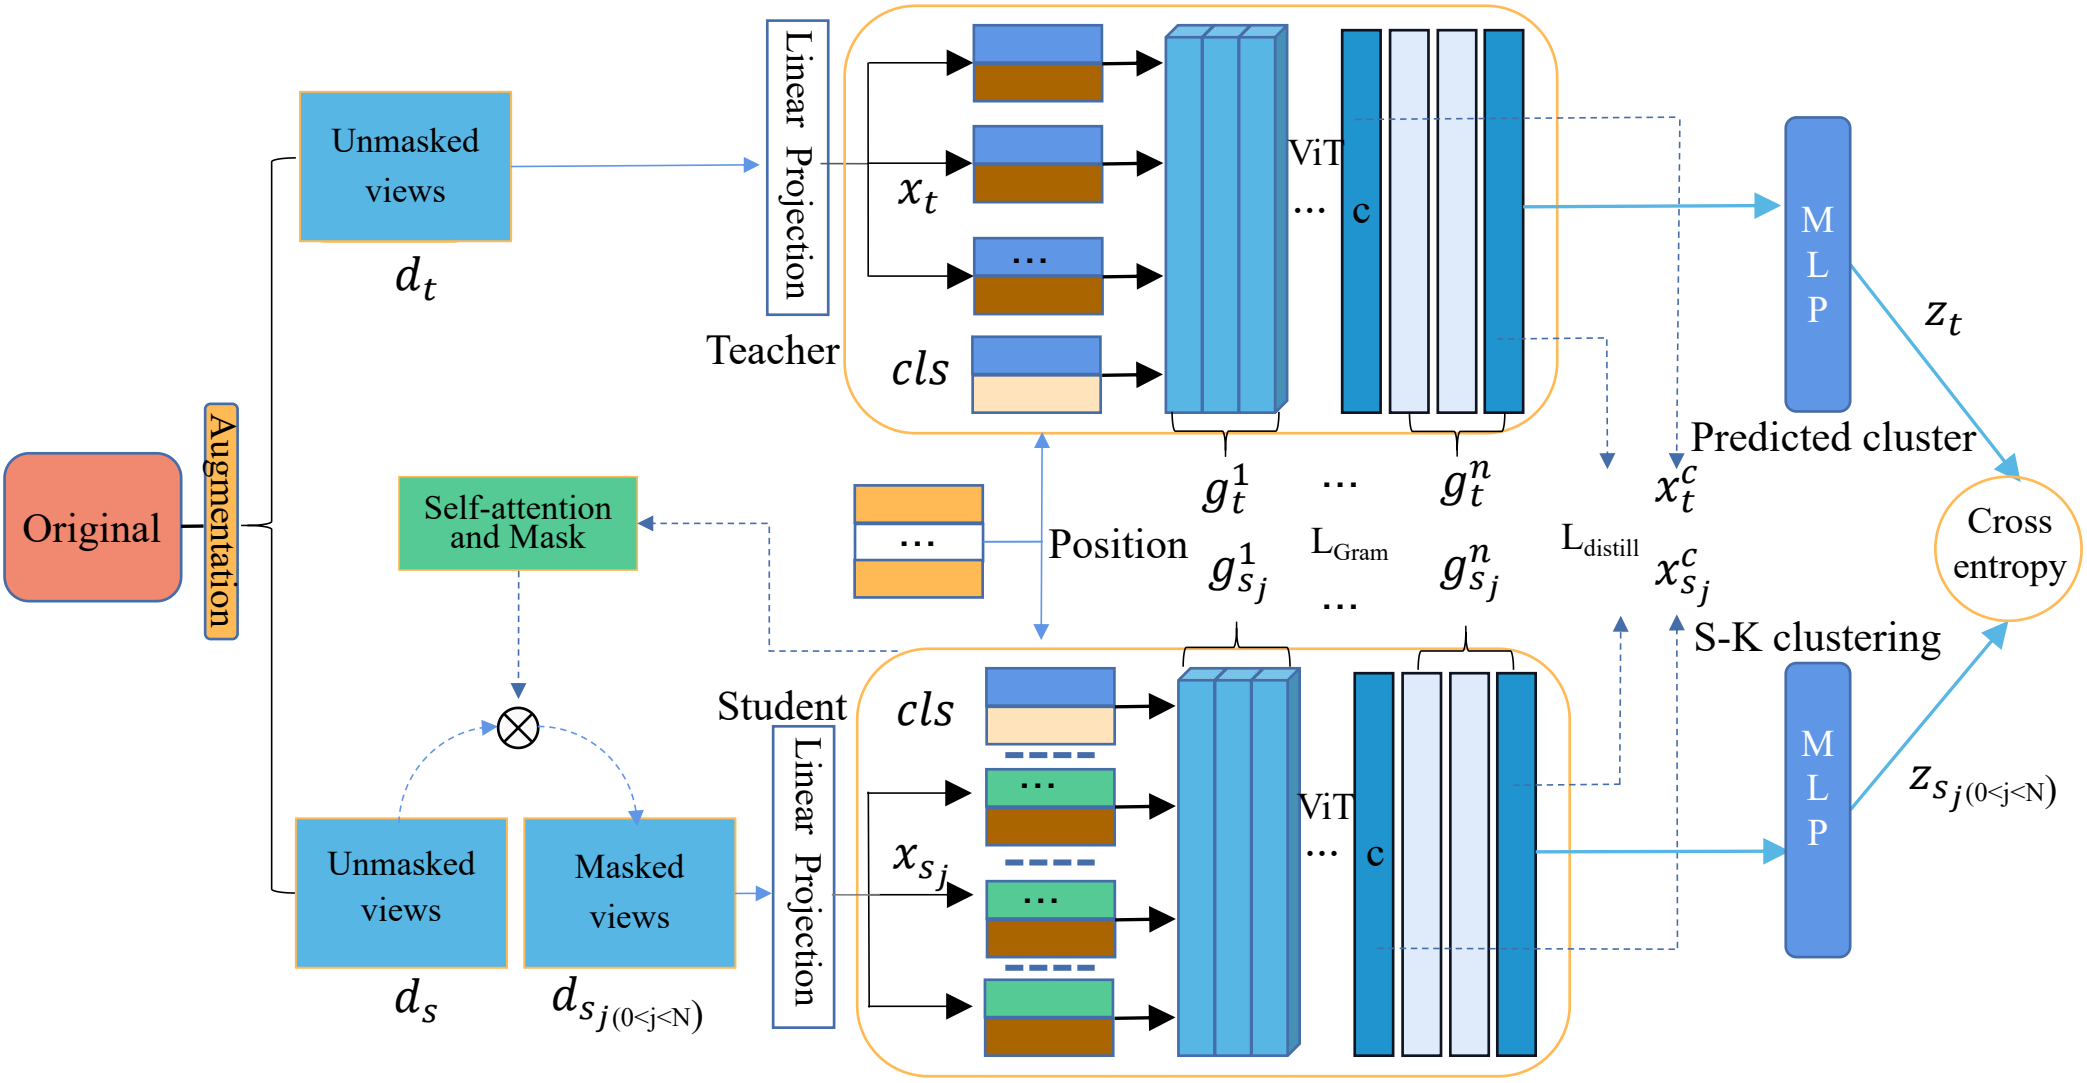 Original
Augmentation
Unmasked
views
d_t
Linear Projection
Teacher
x_t
...
cls
ViT
...
c
M
L
P
z_t
Predicted cluster
Self-attention
and Mask
...
Position
g_t^1
...
g_t^n
x_t^c
L_Gram
L_distill
g_{s_j}^1
...
g_{s_j}^n
x_{s_j}^c
Cross
entropy
S-K clustering
Unmasked
views
d_s
Masked
views
d_{s_j(0<j<N)}
Student
Linear Projection
cls
...
x_{s_j}
...
ViT
...
c
M
L
P
z_{s_j(0<j<N)}